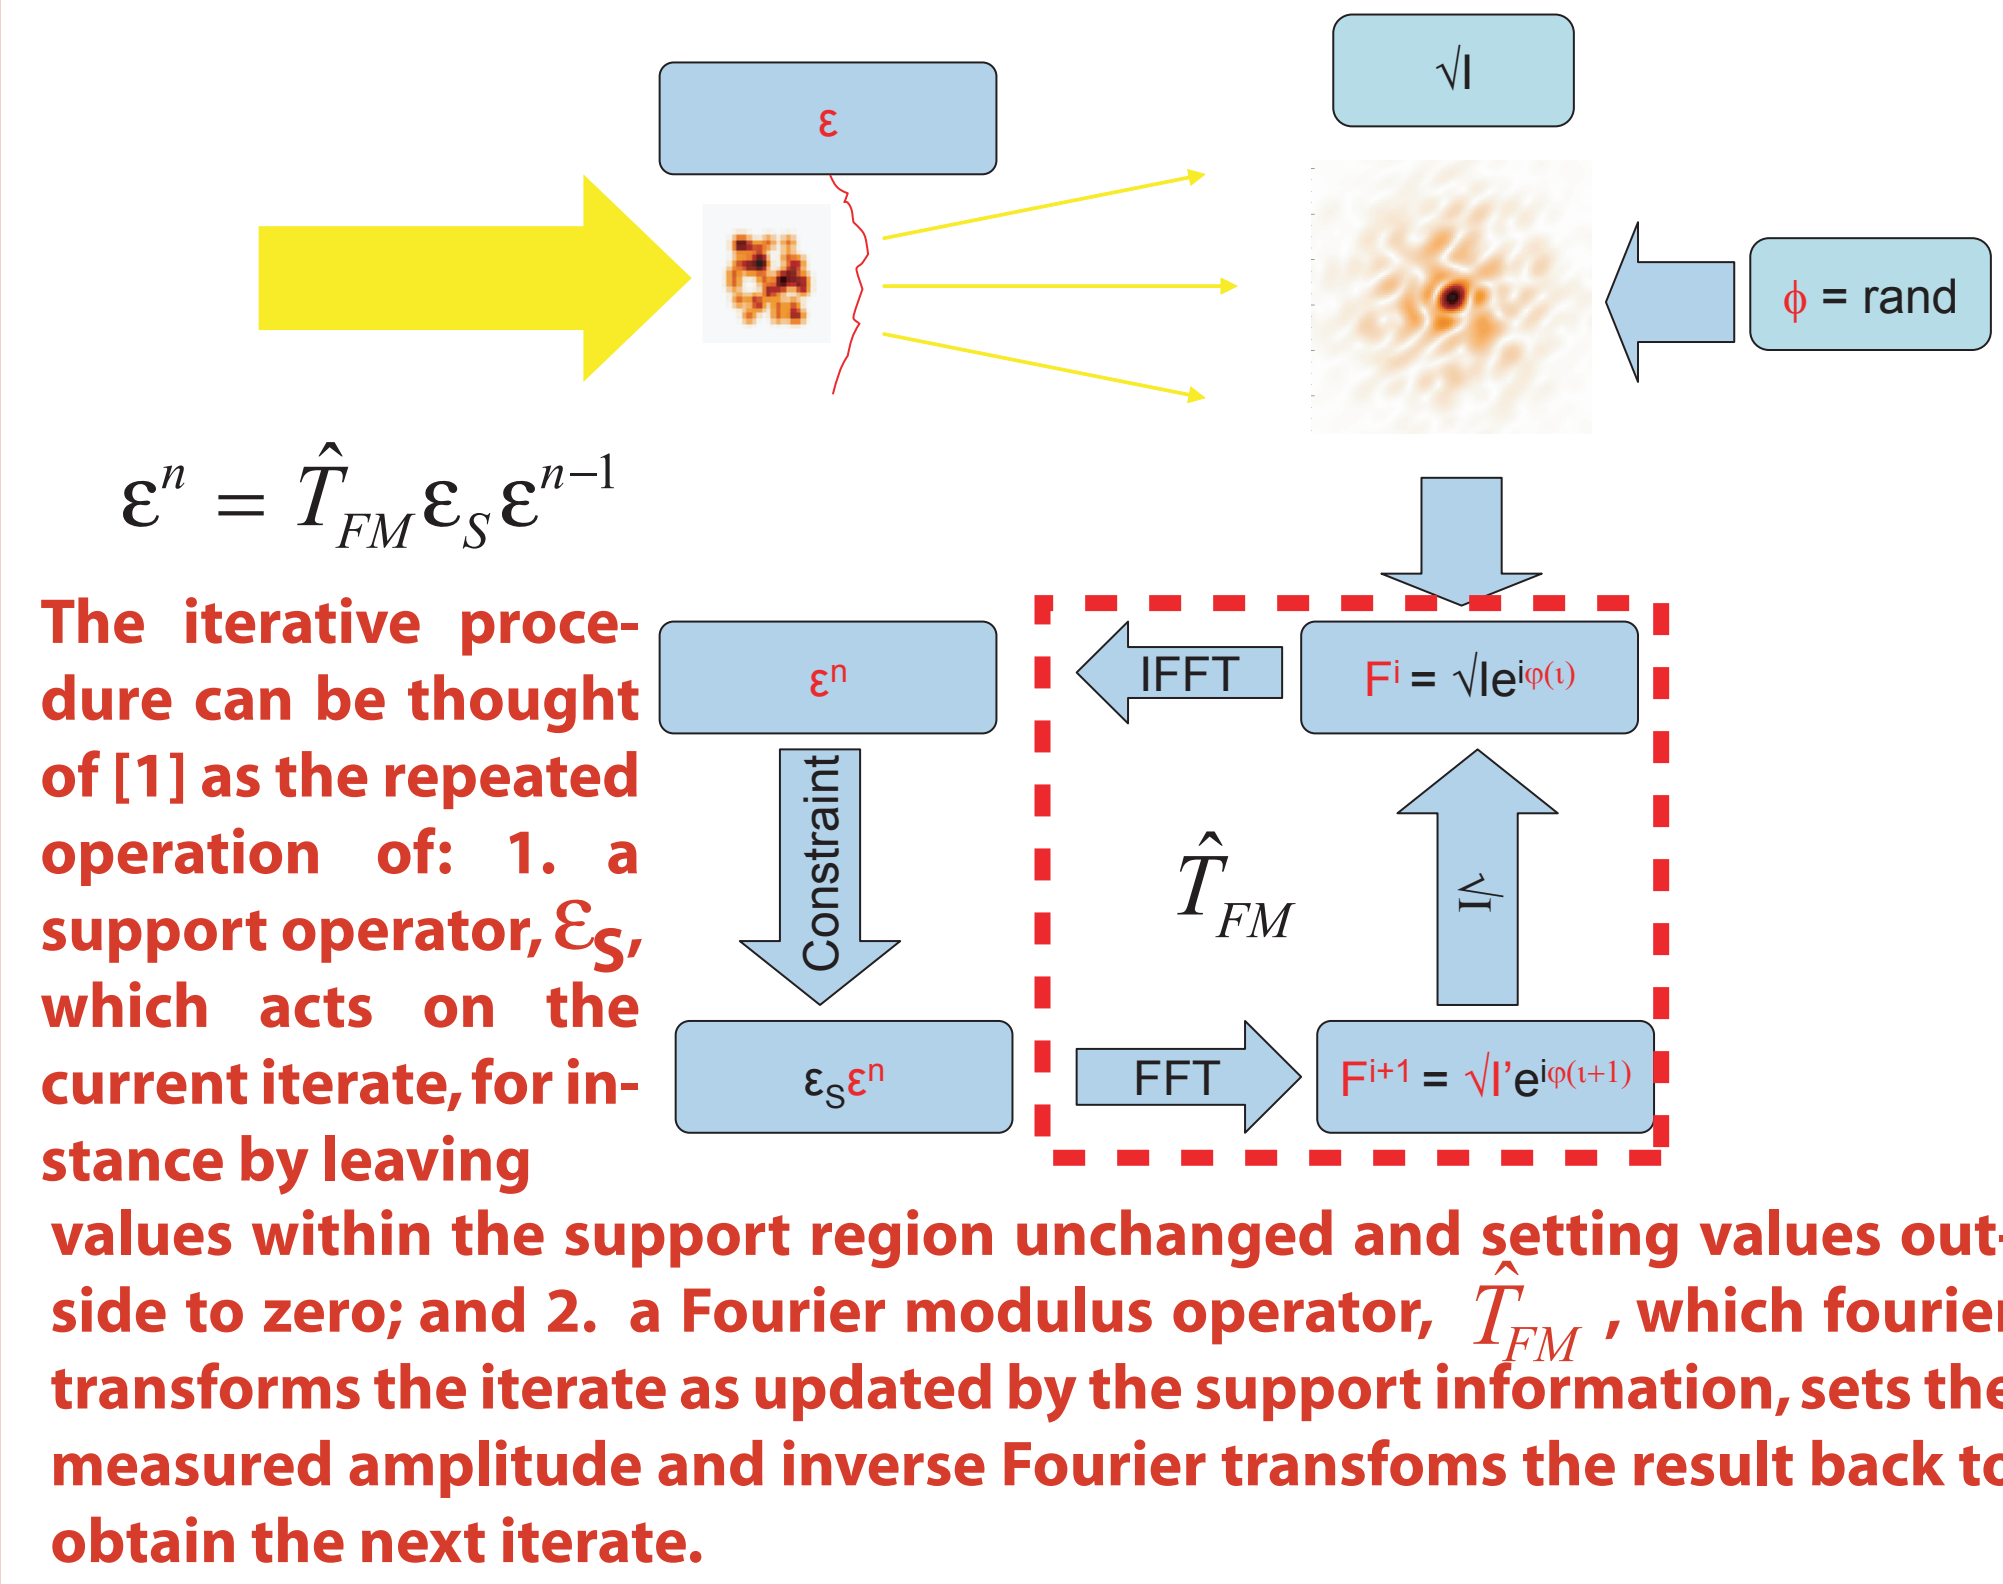 ε
√I
ϕ = rand
εⁿ = T̂_FM ε_S εⁿ⁻¹
IFFT
Fⁱ = √Ie^iφ(ι)
εⁿ
Constraint
T̂_FM
√I
ε_Sεⁿ
FFT
Fⁱ⁺¹ = √I’e^iφ(ι+1)
The iterative proce-
dure can be thought
of [1] as the repeated
operation of: 1. a
support operator, ε_S,
which acts on the
current iterate, for in-
stance by leaving
values within the support region unchanged and setting values out-
side to zero; and 2. a Fourier modulus operator, T̂_FM , which fourier
transforms the iterate as updated by the support information, sets the
measured amplitude and inverse Fourier transfoms the result back to
obtain the next iterate.